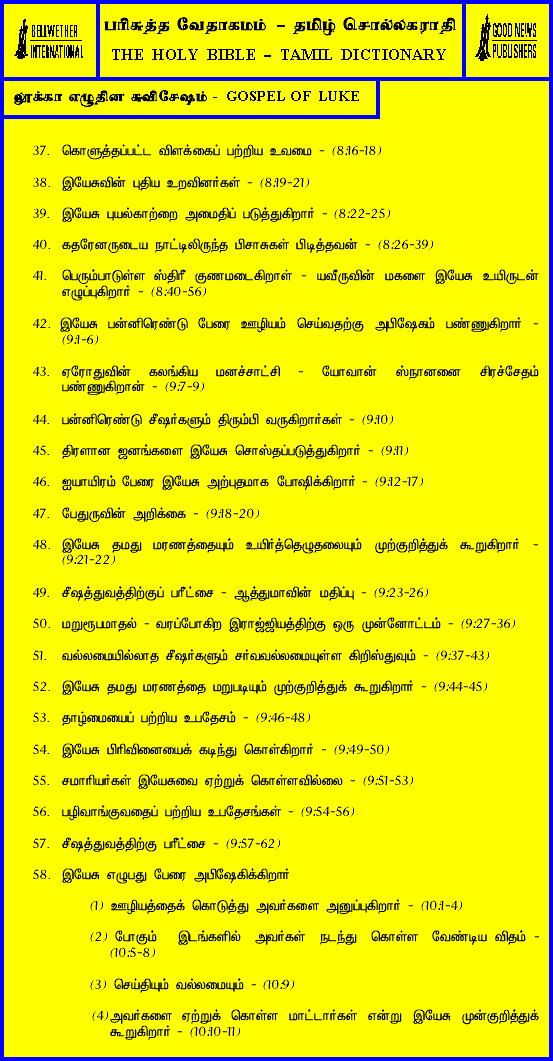 BELLWETHER
INTERNATIONAL
பரிசுத்த வேதாகமம் – தமிழ் சொல்லகராதி
THE HOLY BIBLE – TAMIL DICTIONARY
GOOD NEWS
PUBLISHERS
லூக்கா எழுதின சுவிசேஷம் - GOSPEL OF LUKE
37. கொளுத்தப்பட்ட விளக்கைப் பற்றிய உவமை - (8:16-18)
38. இயேசுவின் புதிய உறவினர்கள் - (8:19-21)
39. இயேசு புயல்காற்றை அமைதிப் படுத்துகிறார் - (8:22-25)
40. கதரேனருடைய நாட்டிலிருந்த பிசாசுகள் பிடித்தவன் - (8:26-39)
41. பெரும்பாடுள்ள ஸ்திரீ குணமடைகிறாள் - யவீருவின் மகளை இயேசு உயிருடன்
எழுப்புகிறார் - (8:40-56)
42. இயேசு பன்னிரெண்டு பேரை ஊழியம் செய்வதற்கு அபிஷேகம் பண்ணுகிறார் -
(9:1-6)
43. ஏரோதுவின் கலங்கிய மனச்சாட்சி - யோவான் ஸ்நானனை சிரச்சேதம்
பண்ணுகிறான் - (9:7-9)
44. பன்னிரெண்டு சீஷர்களும் திரும்பி வருகிறார்கள் - (9:10)
45. திரளான ஜனங்களை இயேசு சொஸ்தப்படுத்துகிறார் - (9:11)
46. ஐயாயிரம் பேரை இயேசு அற்புதமாக போஷிக்கிறார் - (9:12-17)
47. பேதுருவின் அறிக்கை - (9:18-20)
48. இயேசு தமது மரணத்தையும் உயிர்த்தெழுதலையும் முற்குறித்துக் கூறுகிறார் -
(9:21-22)
49. சீஷத்துவத்திற்குப் பரீட்சை - ஆத்துமாவின் மதிப்பு - (9:23-26)
50. மறுரூபமாதல் - வரப்போகிற இராஜ்ஜியத்திற்கு ஒரு முன்னோட்டம் - (9:27-36)
51. வல்லமையில்லாத சீஷர்களும் சர்வவல்லமையுள்ள கிறிஸ்துவும் - (9:37-43)
52. இயேசு தமது மரணத்தை மறுபடியும் முற்குறித்துக் கூறுகிறார் - (9:44-45)
53. தாழ்மையைப் பற்றிய உபதேசம் - (9:46-48)
54. இயேசு பிரிவினையைக் கடிந்து கொள்கிறார் - (9:49-50)
55. சமாரியர்கள் இயேசுவை ஏற்றுக் கொள்ளவில்லை - (9:51-53)
56. பழிவாங்குவதைப் பற்றிய உபதேசங்கள் - (9:54-56)
57. சீஷத்துவத்திற்கு பரீட்சை - (9:57-62)
58. இயேசு எழுபது பேரை அபிஷேகிக்கிறார்
(1) ஊழியத்தைக் கொடுத்து அவர்களை அனுப்புகிறார் - (10:1-4)
(2) போகும் இடங்களில் அவர்கள் நடந்து கொள்ள வேண்டிய விதம் -
(10:5-8)
(3) செய்தியும் வல்லமையும் - (10:9)
(4)அவர்களை ஏற்றுக் கொள்ள மாட்டார்கள் என்று இயேசு முன்குறித்துக்
கூறுகிறார் - (10:10-11)